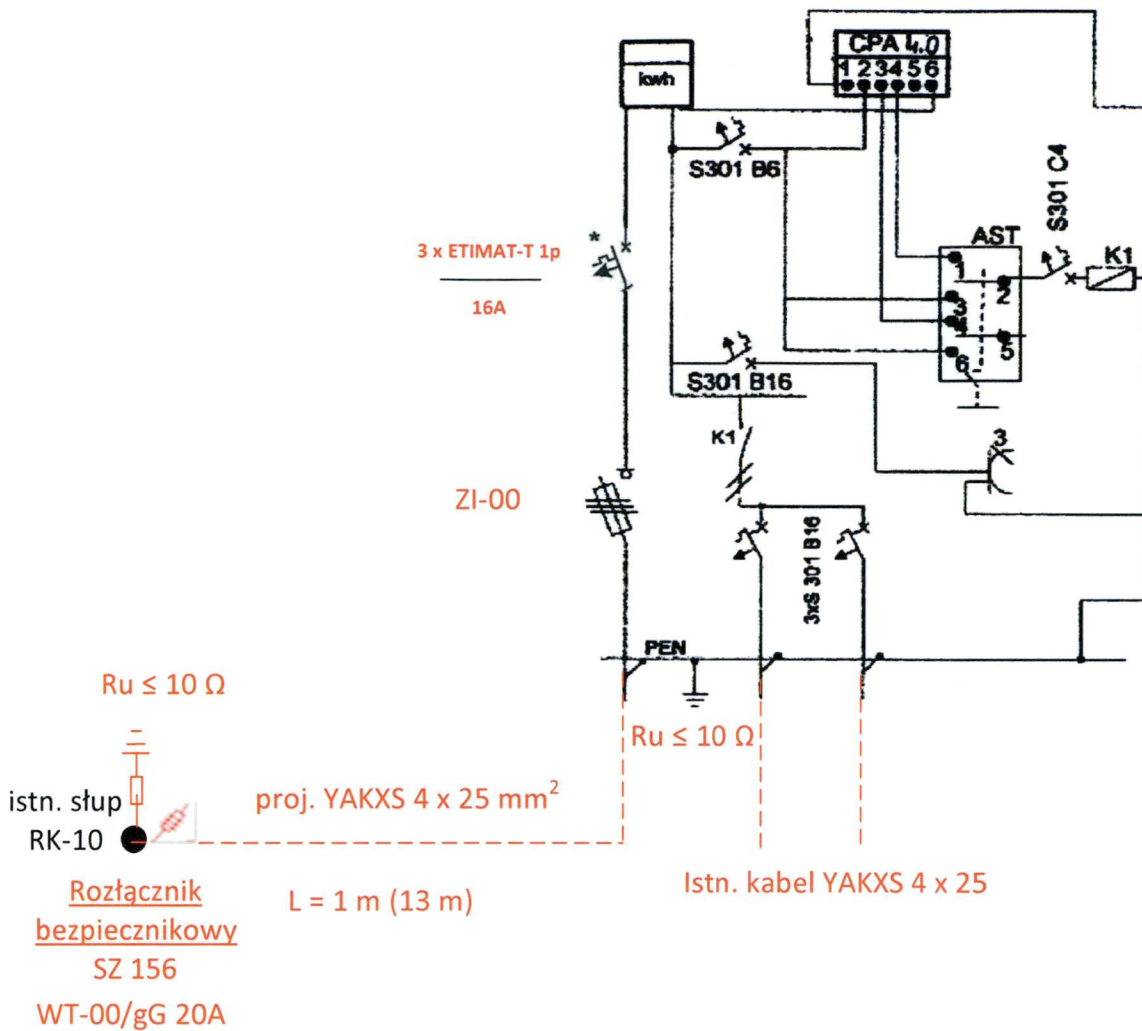 CPA 4.0
1 2 3 4 5 6
kwh
S301 B6
S301 C4
3 x ETIMAT-T 1p
16A
*
AST
K1
1
2
3
4
5
6
S301 B16
K1
3
ZI-00
3xS 301 B16
PEN
Ru ≤ 10 Ω
Ru ≤ 10 Ω
istn. słup
RK-10
proj. YAKXS 4 x 25 mm²
L = 1 m (13 m)
Istn. kabel YAKXS 4 x 25
Rozłącznik
bezpiecznikowy
SZ 156
WT-00/gG 20A